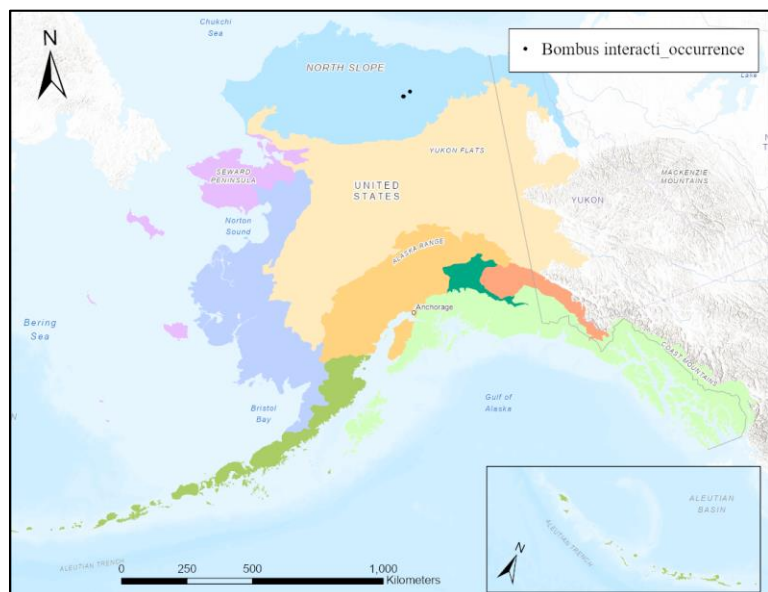 N
Chukchi
Sea
• Bombus interacti_occurrence
NORTH SLOPE
Lake
YUKON FLATS
MACKENZIE
MOUNTAINS
SEWARD
PENINSULA
UNITED
STATES
YUKON
Norton
Sound
ALASKA RANGE
Anchorage
Bering
Sea
COAST MOUNTAINS
Gulf of
Alaska
Bristol
Bay
ALEUTIAN
BASIN
ALEUTIAN TRENCH
N
0 250 500 1,000
Kilometers
ALEUTIAN TRENCH